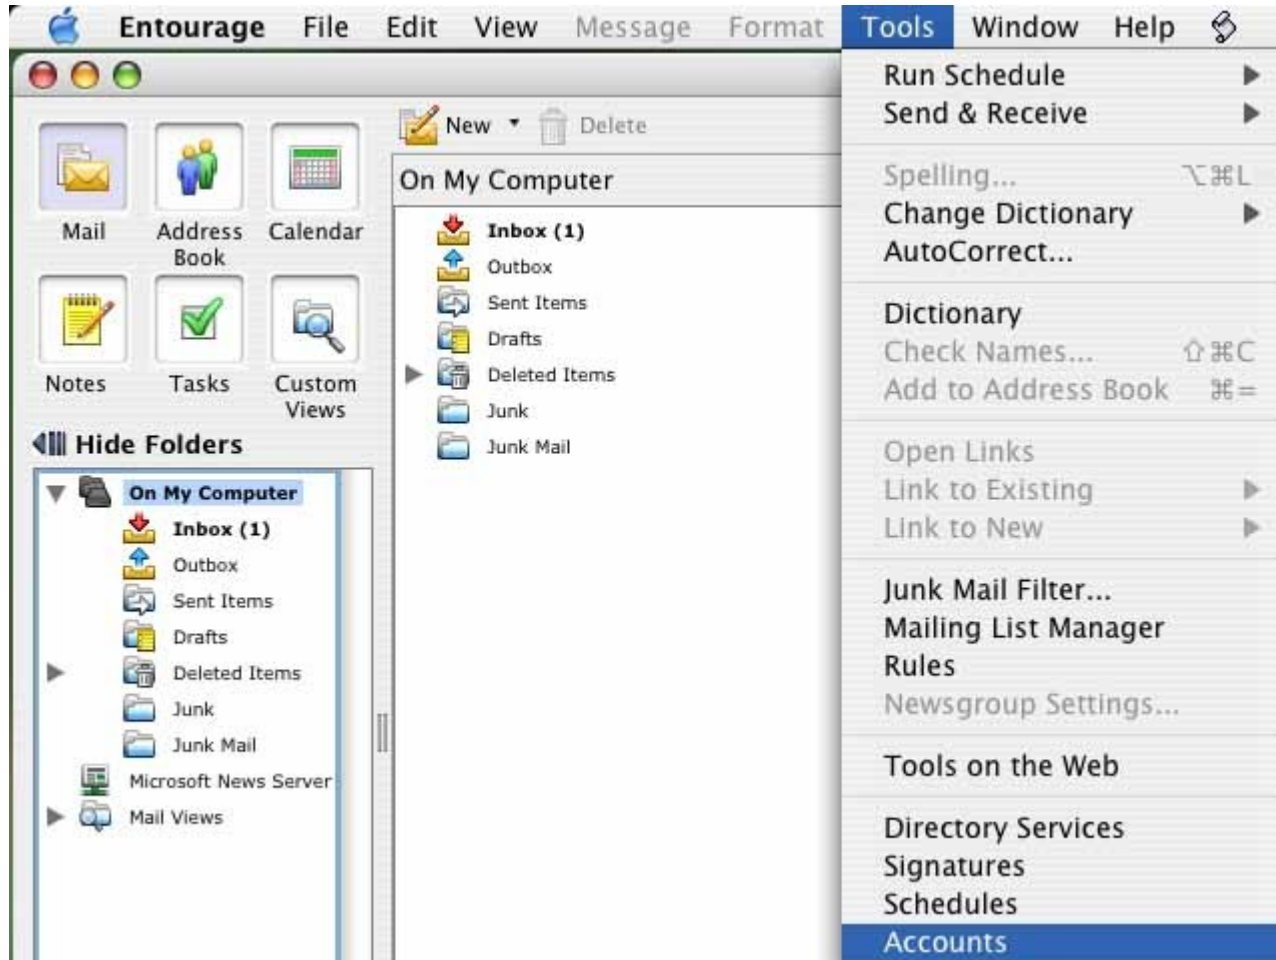 Entourage File Edit View Message Format Tools Window Help
New Delete
On My Computer
Mail
Address Book
Calendar
Notes
Tasks
Custom Views
Hide Folders
On My Computer
Inbox (1)
Outbox
Sent Items
Drafts
Deleted Items
Junk
Junk Mail
Microsoft News Server
Mail Views
Inbox (1)
Outbox
Sent Items
Drafts
Deleted Items
Junk
Junk Mail
Run Schedule
Send & Receive
Spelling... ⌥⌘L
Change Dictionary
AutoCorrect...
Dictionary
Check Names... ⇧⌘C
Add to Address Book ⌘=
Open Links
Link to Existing
Link to New
Junk Mail Filter...
Mailing List Manager
Rules
Newsgroup Settings...
Tools on the Web
Directory Services
Signatures
Schedules
Accounts